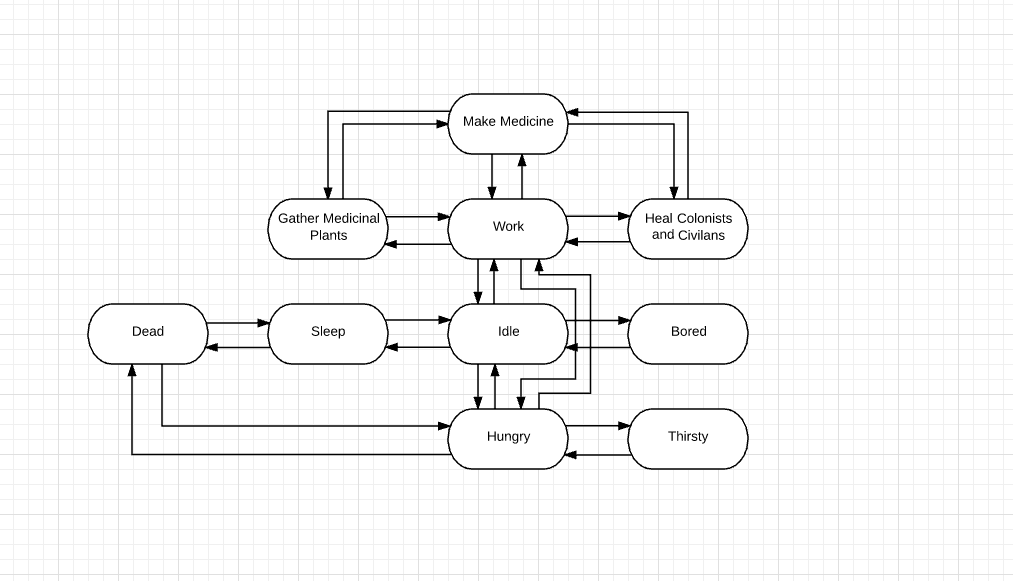 Make Medicine
Gather Medicinal
Plants
Work
Heal Colonists
and Civilans
Dead
Sleep
Idle
Bored
Hungry
Thirsty